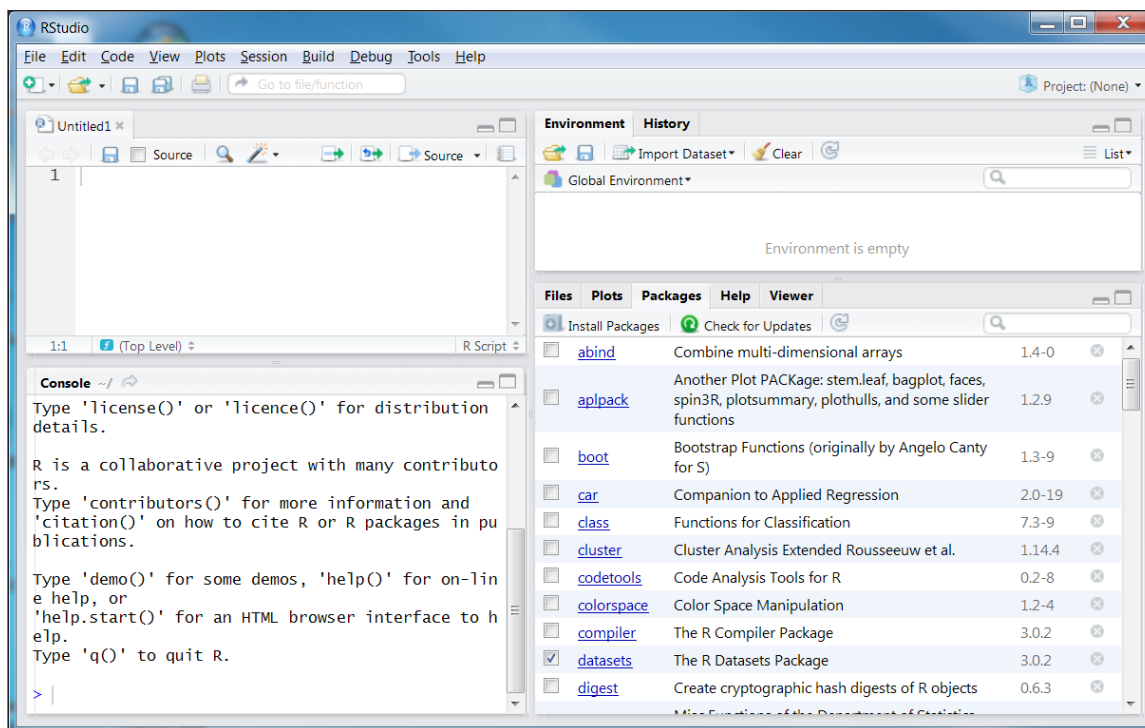 RStudio
File Edit Code View Plots Session Build Debug Tools Help
Go to file/function
Project: (None)
Untitled1
Source
Source
1
1:1
(Top Level)
R Script
Console ~/
Type 'license()' or 'licence()' for distribution
details.
R is a collaborative project with many contributo
rs.
Type 'contributors()' for more information and
'citation()' on how to cite R or R packages in pu
blications.
Type 'demo()' for some demos, 'help()' for on-lin
e help, or
'help.start()' for an HTML browser interface to h
elp.
Type 'q()' to quit R.
>
Environment History
Import Dataset Clear
List
Global Environment
Environment is empty
Files Plots Packages Help Viewer
Install Packages Check for Updates
abind Combine multi-dimensional arrays 1.4-0
Another Plot PACKage: stem.leaf, bagplot, faces,
aplpack spin3R, plotsummary, plothulls, and some slider 1.2.9
functions
boot Bootstrap Functions (originally by Angelo Canty 1.3-9
for S)
car Companion to Applied Regression 2.0-19
class Functions for Classification 7.3-9
cluster Cluster Analysis Extended Rousseeuw et al. 1.14.4
codetools Code Analysis Tools for R 0.2-8
colorspace Color Space Manipulation 1.2-4
compiler The R Compiler Package 3.0.2
datasets The R Datasets Package 3.0.2
digest Create cryptographic hash digests of R objects 0.6.3
Misc Functions of the Department of Statistics